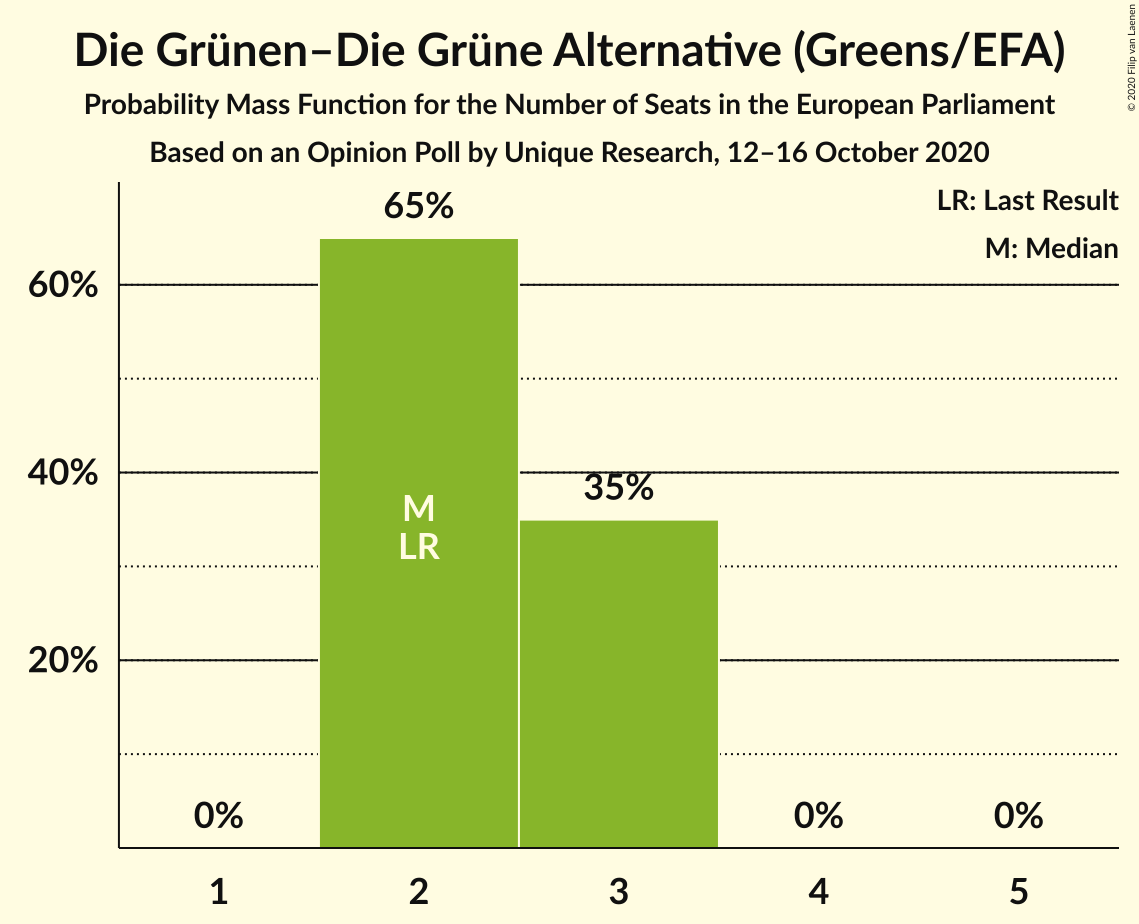 Die Grünen–Die Grüne Alternative (Greens/EFA)
Probability Mass Function for the Number of Seats in the European Parliament
Based on an Opinion Poll by Unique Research, 12–16 October 2020
© 2020 Filip van Laenen
LR: Last Result
M: Median
65%
60%
40%
35%
M
LR
20%
0%
0%
0%
1
2
3
4
5